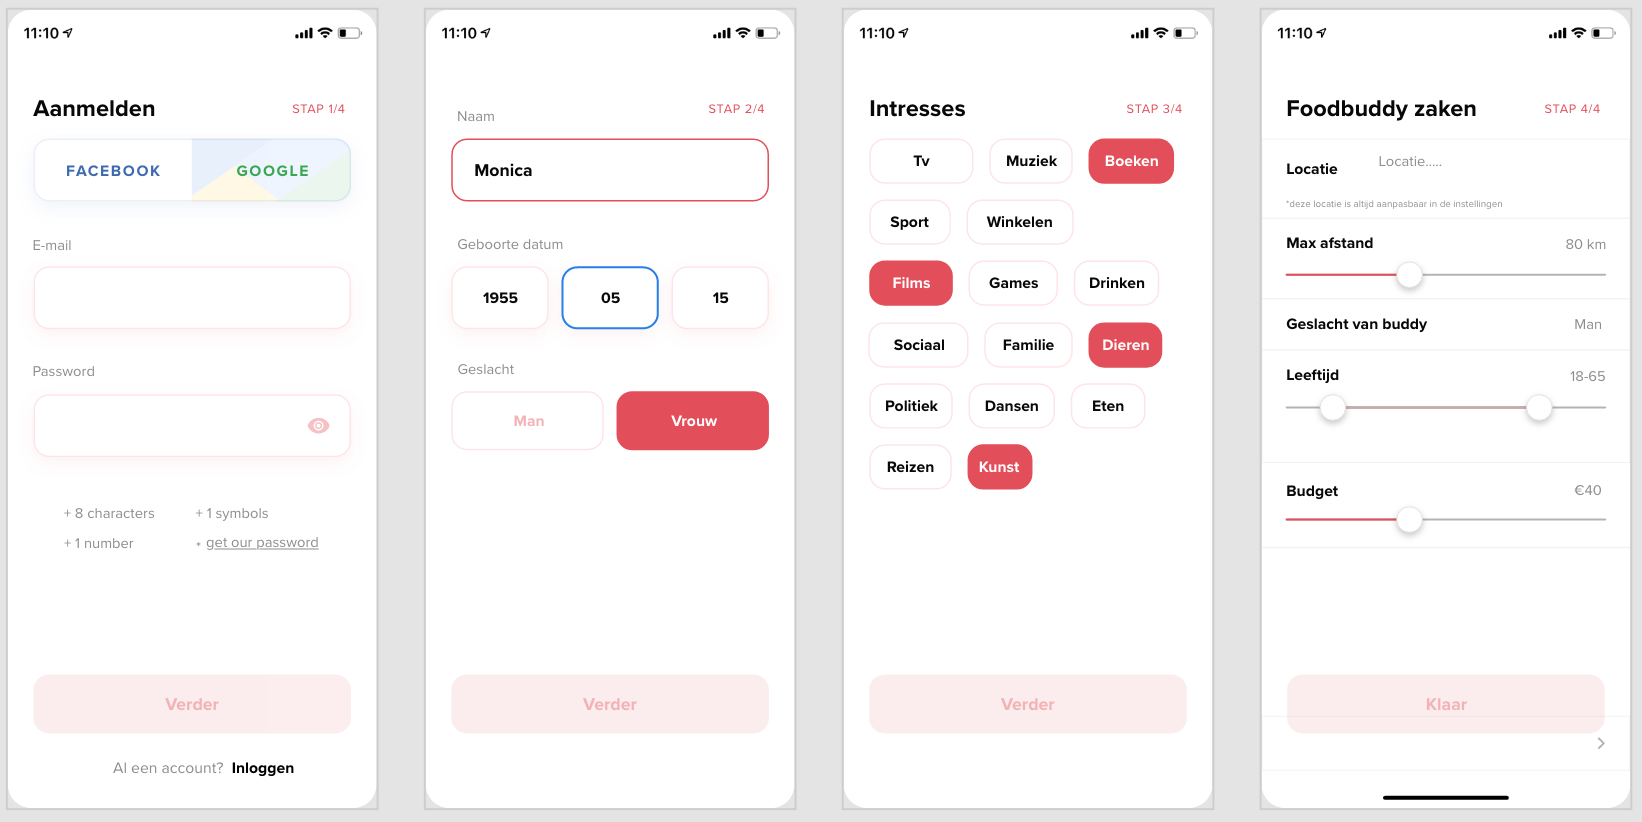 11:10
Aanmelden STAP 1/4
FACEBOOK GOOGLE
E-mail
Password
+ 8 characters + 1 symbols
+ 1 number + get our password
Verder
Al een account? Inloggen
11:10
Naam STAP 2/4
Monica
Geboorte datum
1955 05 15
Geslacht
Man Vrouw
Verder
11:10
Intresses STAP 3/4
Tv Muziek Boeken
Sport Winkelen
Films Games Drinken
Sociaal Familie Dieren
Politiek Dansen Eten
Reizen Kunst
Verder
11:10
Foodbuddy zaken STAP 4/4
Locatie Locatie.....
*deze locatie is altijd aanpasbaar in de instellingen
Max afstand 80 km
Geslacht van buddy Man
Leeftijd 18-65
Budget €40
Klaar